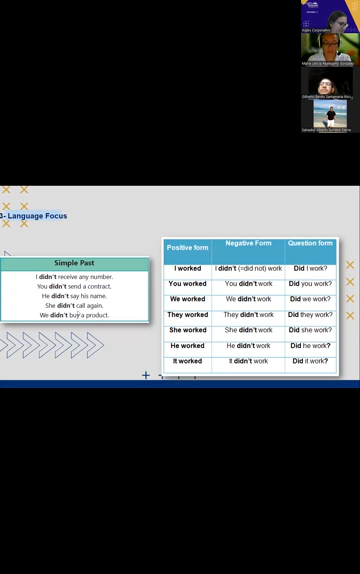 Inglés Corporativo
3- Language Focus
Simple Past
I didn't receive any number.
You didn't send a contract.
He didn't say his name.
She didn't call again.
We didn't buy a product.
Positive form Negative Form Question form
I worked I didn't (=did not) work Did I work?
You worked You didn't work Did you work?
We worked We didn't work Did we work?
They worked They didn't work Did they work?
She worked She didn't work Did she work?
He worked He didn't work Did he work?
It worked It didn't work Did it work?